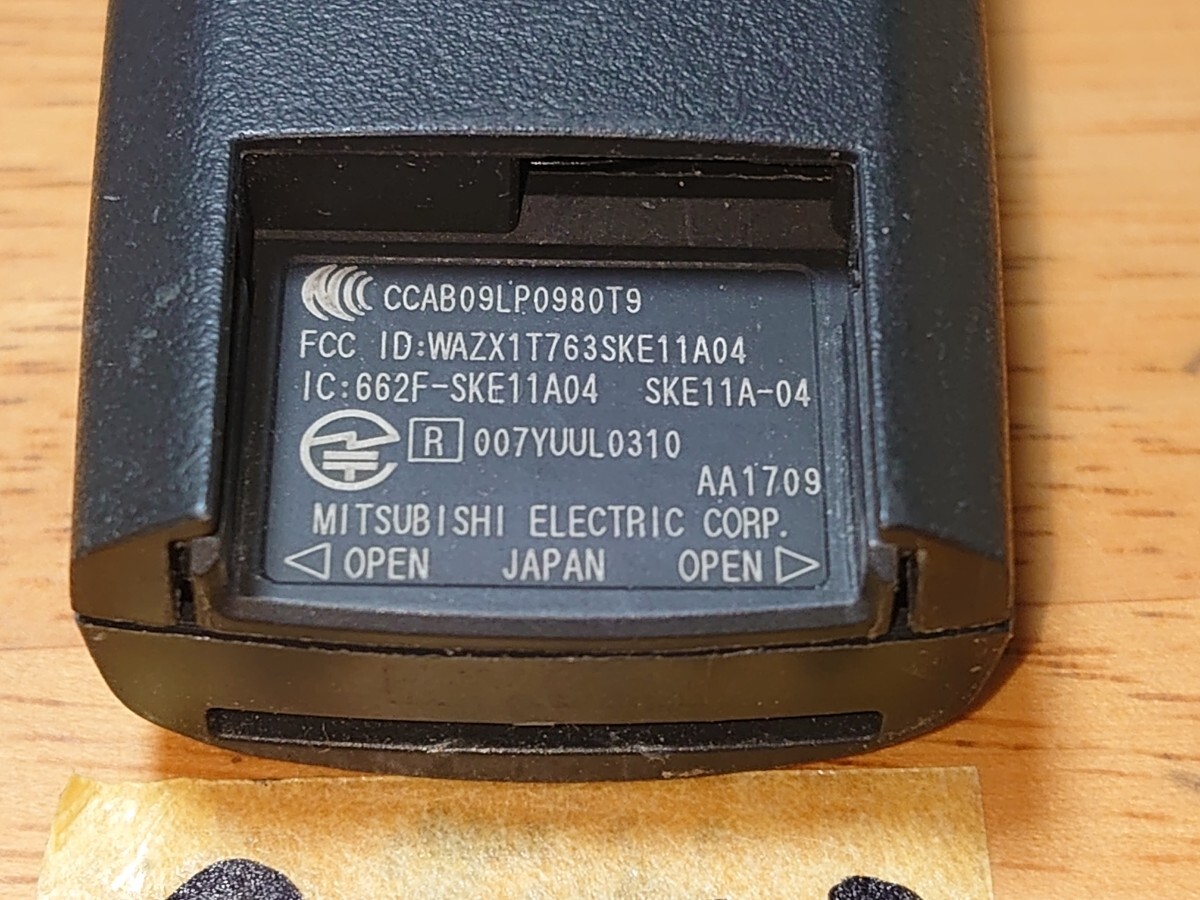 CCAB09LP0980T9
FCC ID:WAZX1T763SKE11A04
IC:662F-SKE11A04 SKE11A-04
R 007YUUL0310
AA1709
MITSUBISHI ELECTRIC CORP.
OPEN JAPAN OPEN